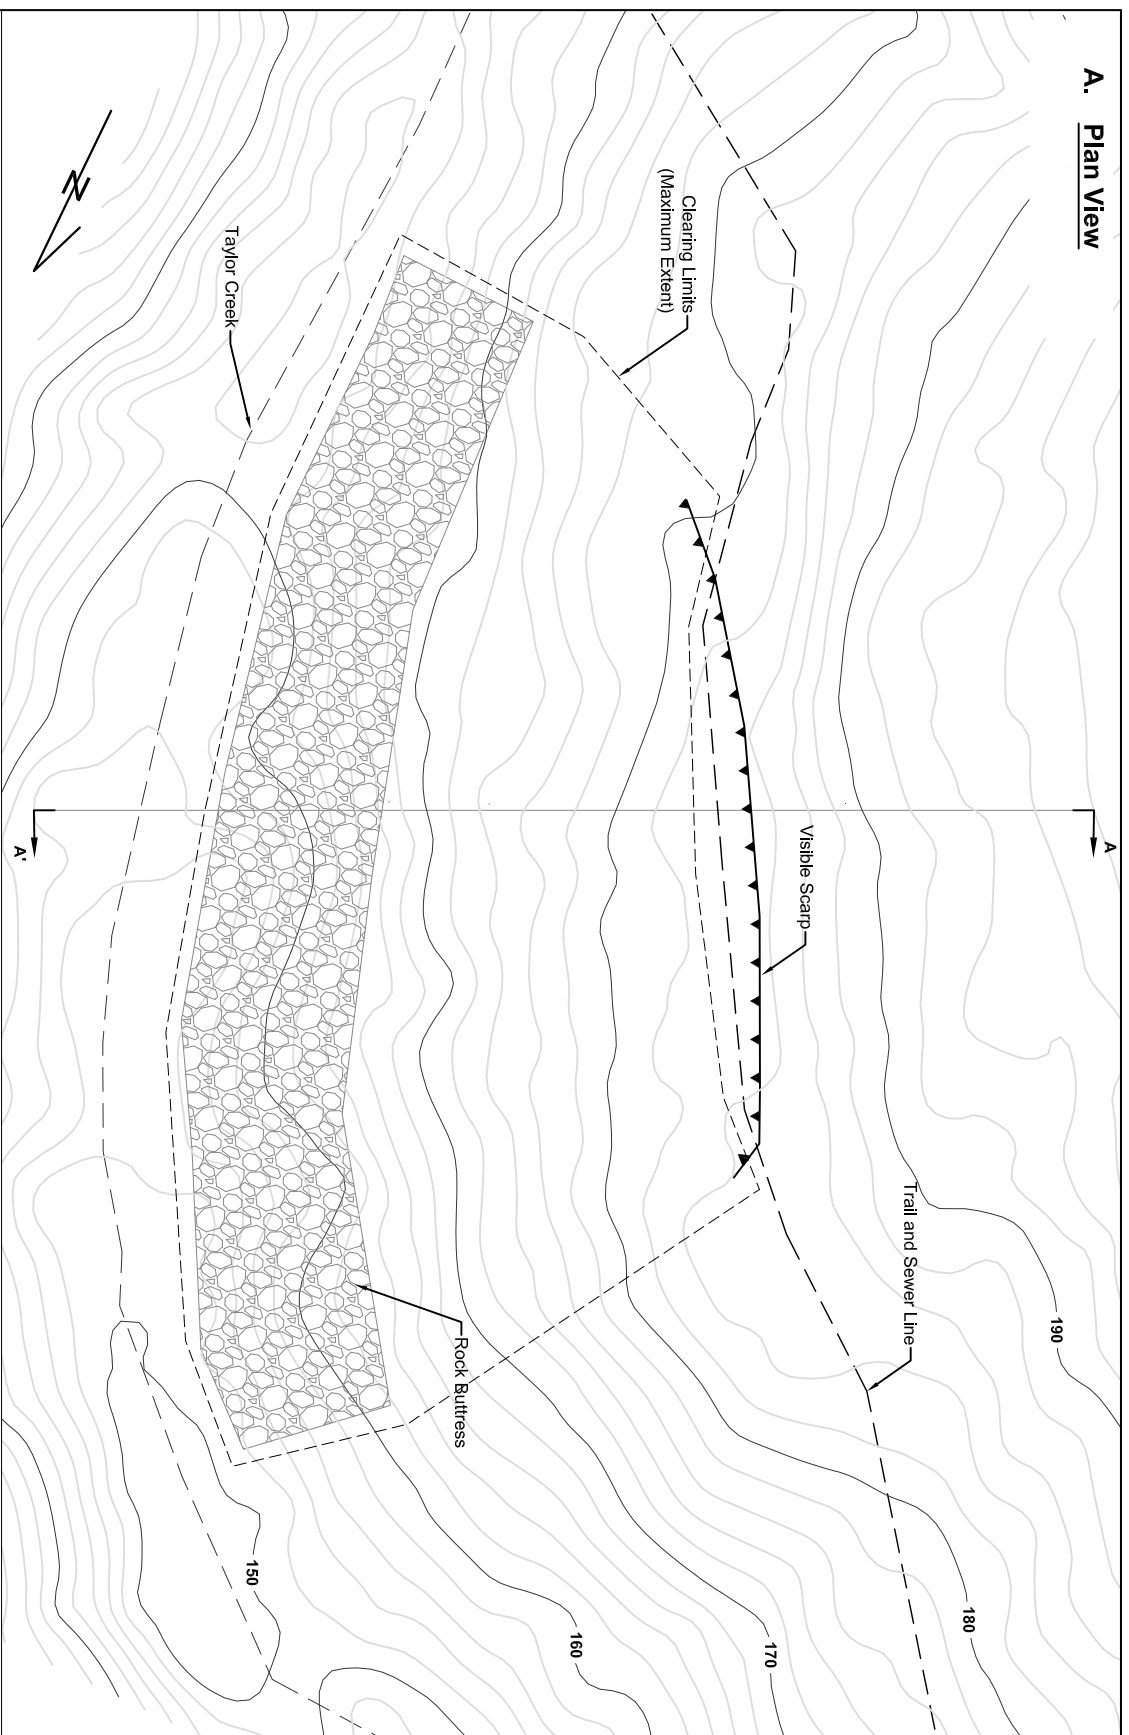 A. Plan View
A
190
180
170
160
150
Clearing Limits
(Maximum Extent)
Visible Scarp
Trail and Sewer Line
Rock Buttress
Taylor Creek
N
A'